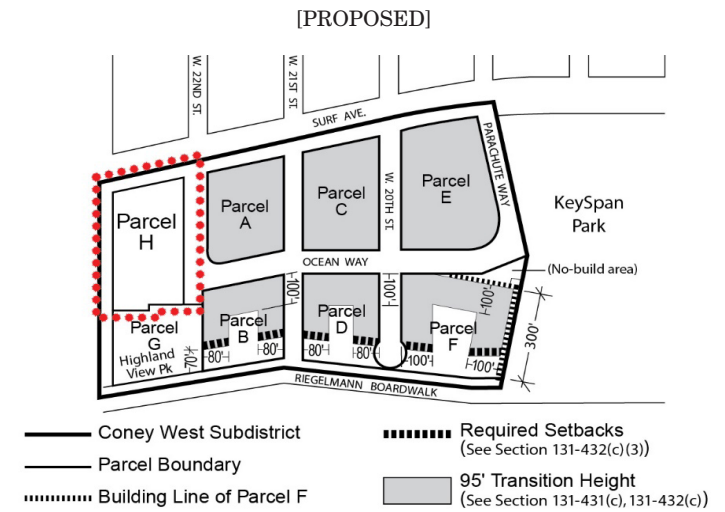 [PROPOSED]
W. 22ND ST.
W. 21ST ST.
SURF AVE.
PARACHUTE WAY
Parcel
H
Parcel
A
Parcel
C
W. 20TH ST.
Parcel
E
KeySpan
Park
OCEAN WAY
(No-build area)
100'
100'
100'
Parcel
G
Highland
View Pk
70'
Parcel
B
80'
80'
Parcel
D
80'
80'
Parcel
F
100'
100'
300'
RIEGELMANN BOARDWALK
Coney West Subdistrict
Parcel Boundary
Building Line of Parcel F
Required Setbacks
(See Section 131-432(c)(3))
95' Transition Height
(See Section 131-431(c), 131-432(c))